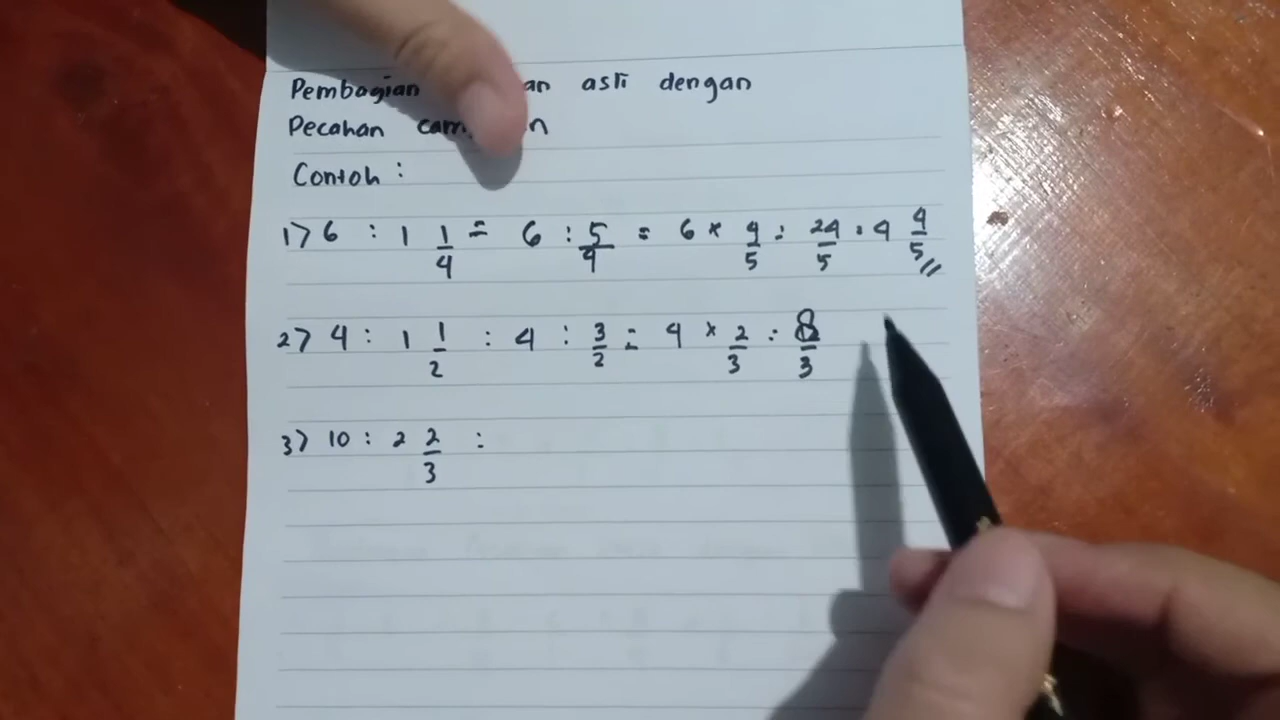 Pembagian an asli dengan
Pecahan cam n
Contoh :
1) 6 : 1 1/4 = 6 : 5/4 = 6 × 4/5 = 24/5 = 4 4/5 //
2) 4 : 1 1/2 : 4 : 3/2 = 4 × 2/3 = 8/3
3) 10 : 2 2/3 :